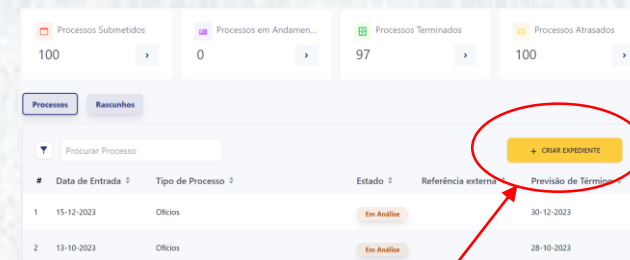 Processos Submetidos
100
Processos em Andamen...
0
Processos Terminados
97
Processos Atrasados
100
Processos Rascunhos
Procurar Processo
+ CRIAR EXPEDIENTE
# Data de Entrada Tipo de Processo Estado Referência externa Previsão de Término
1 15-12-2023 Ofícios Em Análise 30-12-2023
2 13-10-2023 Ofícios Em Análise 28-10-2023